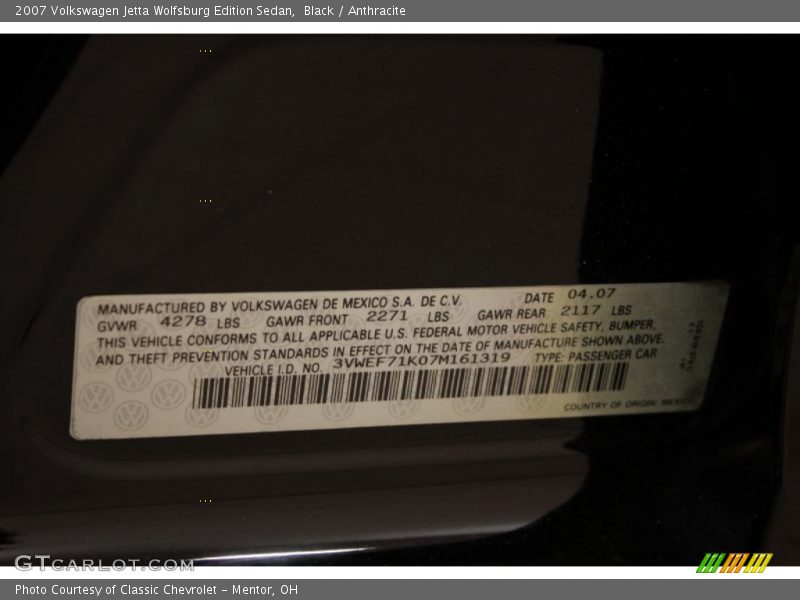 2007 Volkswagen Jetta Wolfsburg Edition Sedan,  Black / Anthracite
MANUFACTURED BY VOLKSWAGEN DE MEXICO S.A. DE C.V. DATE 04.07
GVWR 4278 LBS GAWR FRONT 2271 LBS GAWR REAR 2117 LBS
THIS VEHICLE CONFORMS TO ALL APPLICABLE U.S. FEDERAL MOTOR VEHICLE SAFETY, BUMPER,
AND THEFT PREVENTION STANDARDS IN EFFECT ON THE DATE OF MANUFACTURE SHOWN ABOVE.
VEHICLE I.D. NO. 3VWEF71K07M161319 TYPE: PASSENGER CAR
COUNTRY OF ORIGIN: MEXICO
GTCARLOT.COM
Photo Courtesy of Classic Chevrolet - Mentor, OH